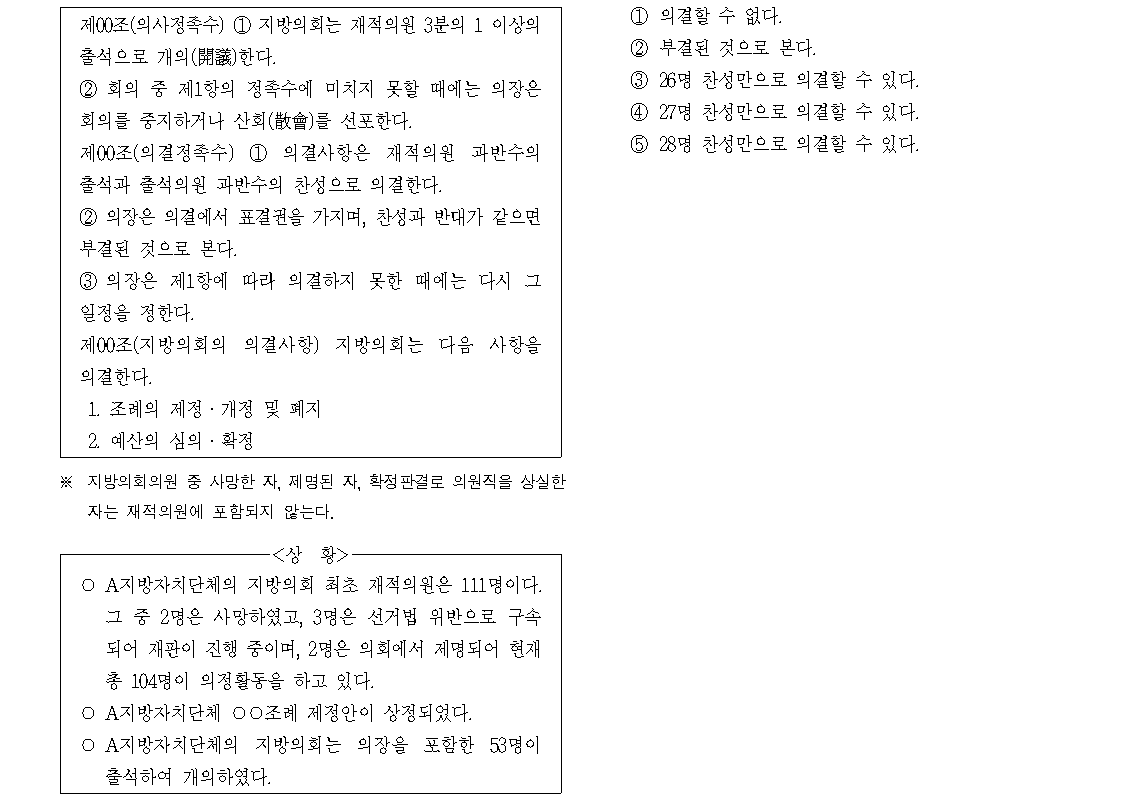 제00조(의사정족수) ① 지방의회는 재적의원 3분의 1 이상의
출석으로 개의(開議)한다.
② 회의 중 제1항의 정족수에 미치지 못할 때에는 의장은
회의를 중지하거나 산회(散會)를 선포한다.
제00조(의결정족수) ① 의결사항은 재적의원 과반수의
출석과 출석의원 과반수의 찬성으로 의결한다.
② 의장은 의결에서 표결권을 가지며, 찬성과 반대가 같으면
부결된 것으로 본다.
③ 의장은 제1항에 따라 의결하지 못한 때에는 다시 그
일정을 정한다.
제00조(지방의회의 의결사항) 지방의회는 다음 사항을
의결한다.
1. 조례의 제정·개정 및 폐지
2. 예산의 심의·확정
※ 지방의회의원 중 사망한 자, 제명된 자, 확정판결로 의원직을 상실한
자는 재적의원에 포함되지 않는다.
<상 황>
○ A지방자치단체의 지방의회 최초 재적의원은 111명이다.
그 중 2명은 사망하였고, 3명은 선거법 위반으로 구속
되어 재판이 진행 중이며, 2명은 의회에서 제명되어 현재
총 104명이 의정활동을 하고 있다.
○ A지방자치단체 ○○조례 제정안이 상정되었다.
○ A지방자치단체의 지방의회는 의장을 포함한 53명이
출석하여 개의하였다.
① 의결할 수 없다.
② 부결된 것으로 본다.
③ 26명 찬성만으로 의결할 수 있다.
④ 27명 찬성만으로 의결할 수 있다.
⑤ 28명 찬성만으로 의결할 수 있다.